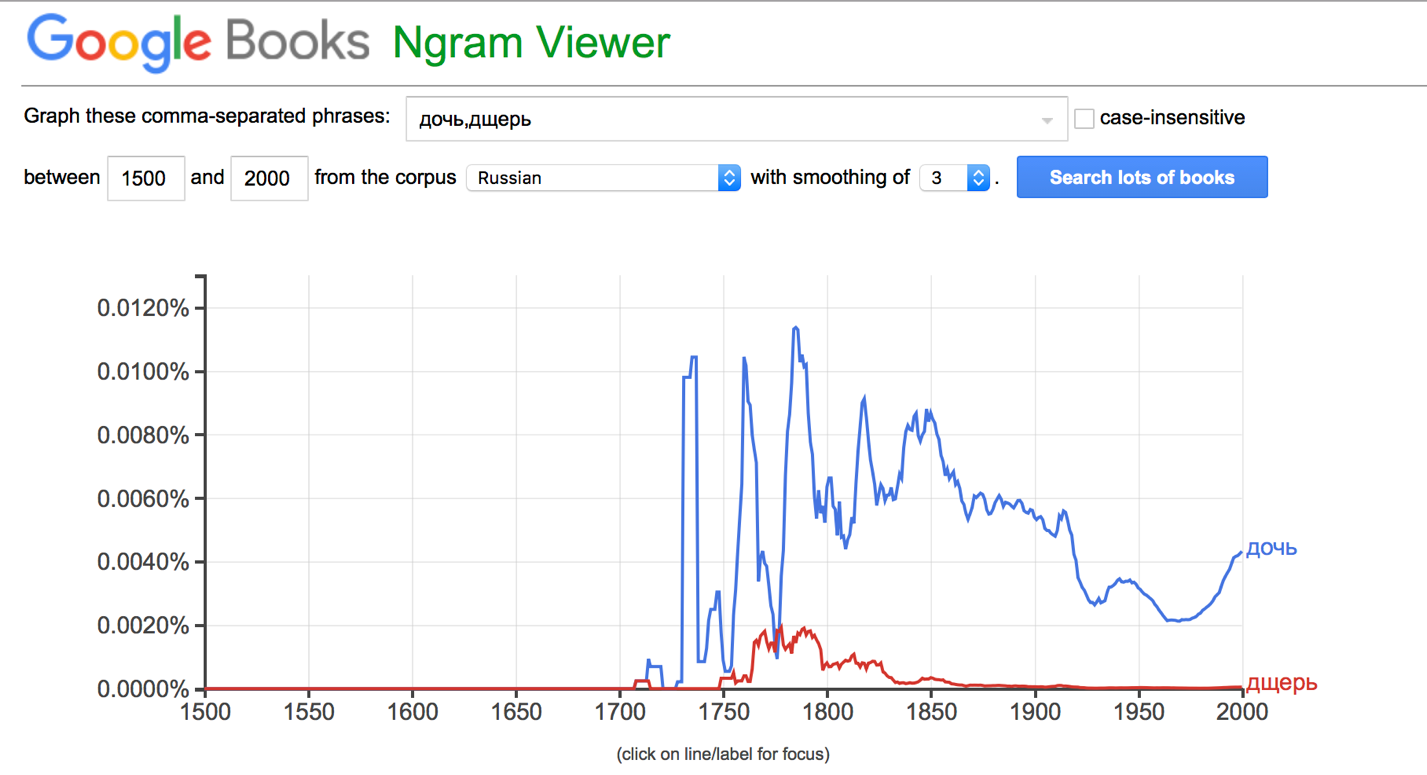 Google Books Ngram Viewer
Graph these comma-separated phrases: дочь,дщерь case-insensitive
between 1500 and 2000 from the corpus Russian with smoothing of 3 . Search lots of books
0.0120%
0.0100%
0.0080%
0.0060%
0.0040%
дочь
0.0020%
0.0000%
дщерь
1500 1550 1600 1650 1700 1750 1800 1850 1900 1950 2000
(click on line/label for focus)